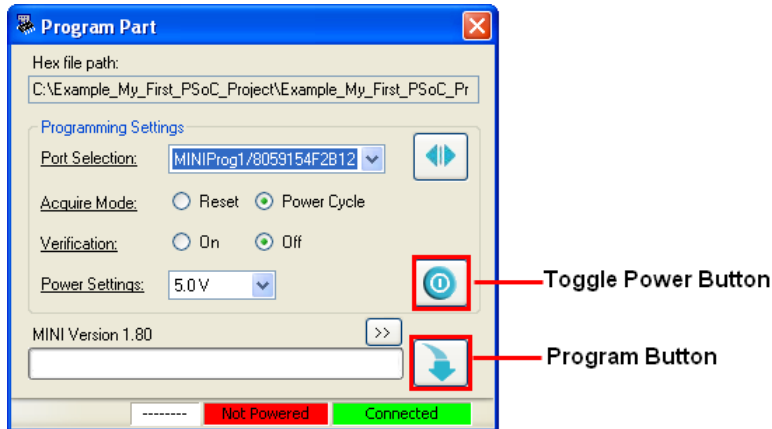 Program Part
Hex file path:
C:\Example_My_First_PSoC_Project\Example_My_First_PSoC_Pr
Programming Settings
Port Selection: MINIProg1/8059154F2B12
Acquire Mode: Reset Power Cycle
Verification: On Off
Power Settings: 5.0 V
Toggle Power Button
MINI Version 1.80 >>
Program Button
-------- Not Powered Connected